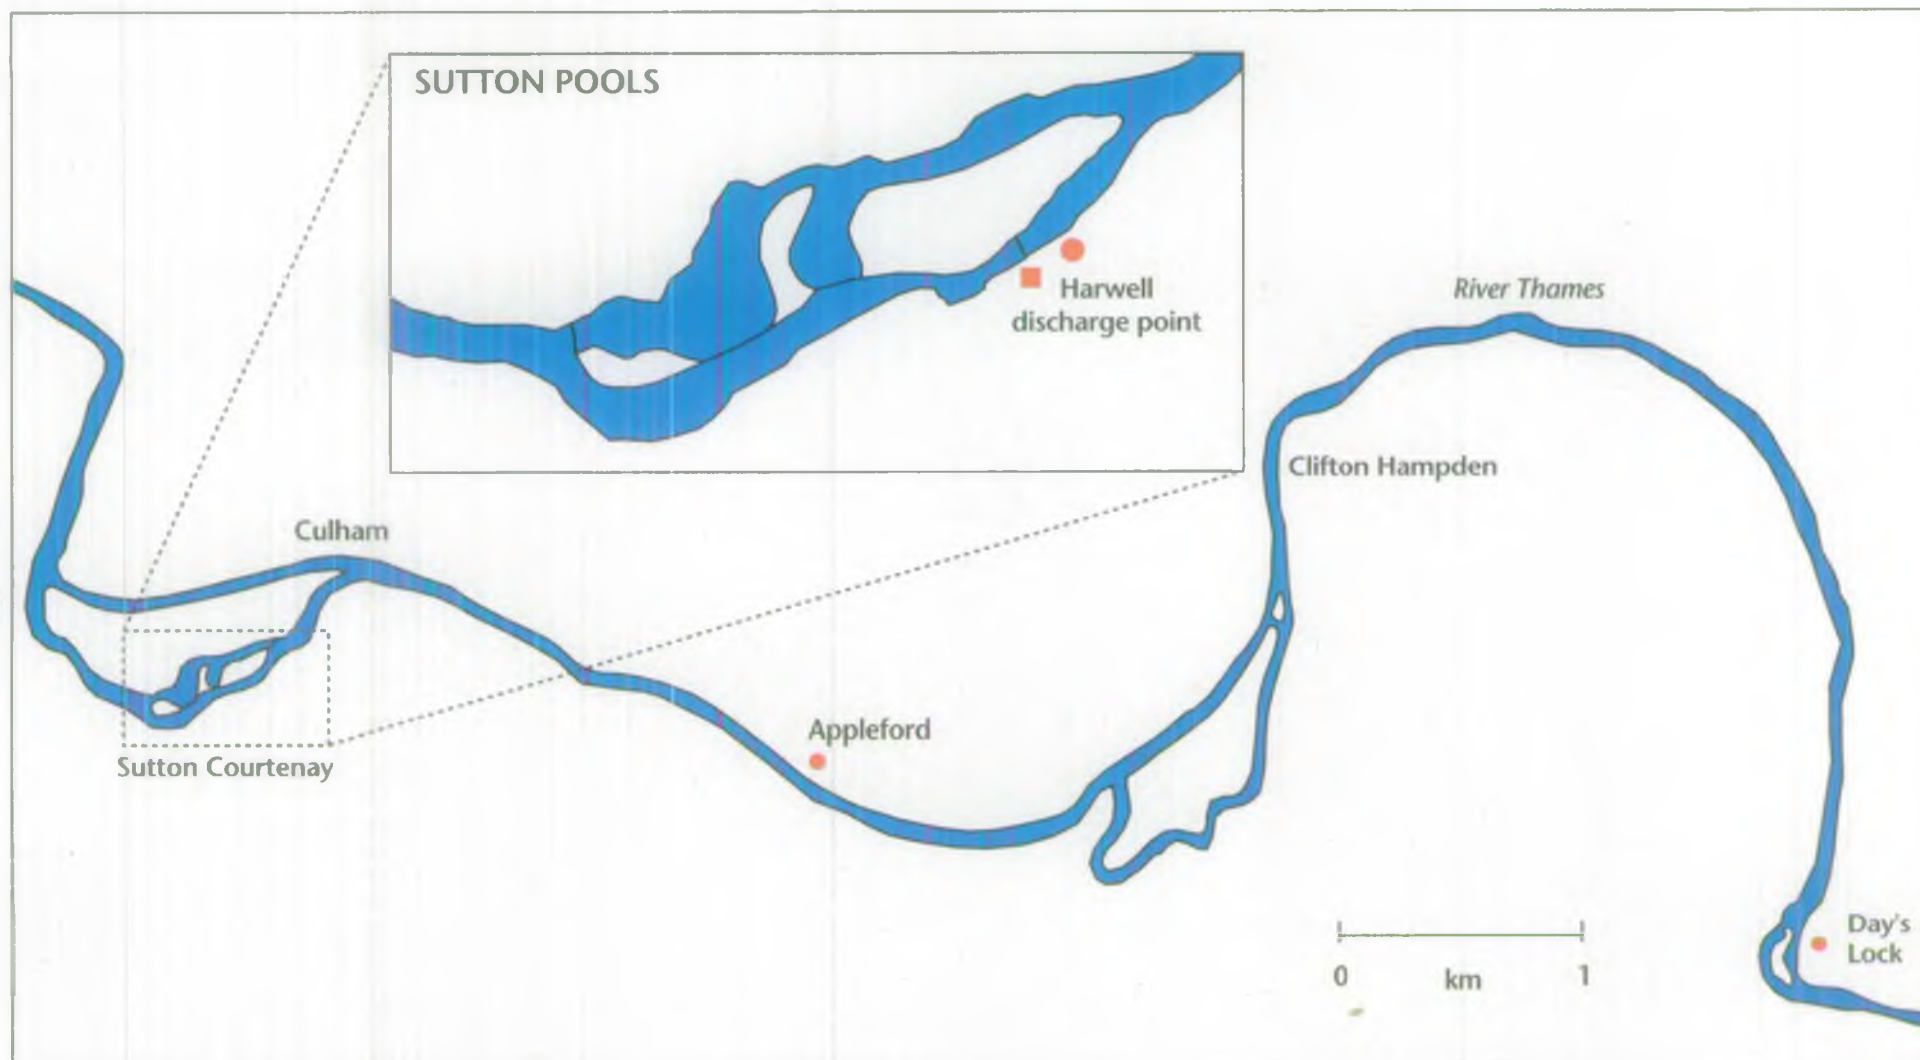 SUTTON POOLS
Harwell
discharge point
River Thames
Clifton Hampden
Culham
Appleford
Sutton Courtenay
Day's
Lock
0 km 1